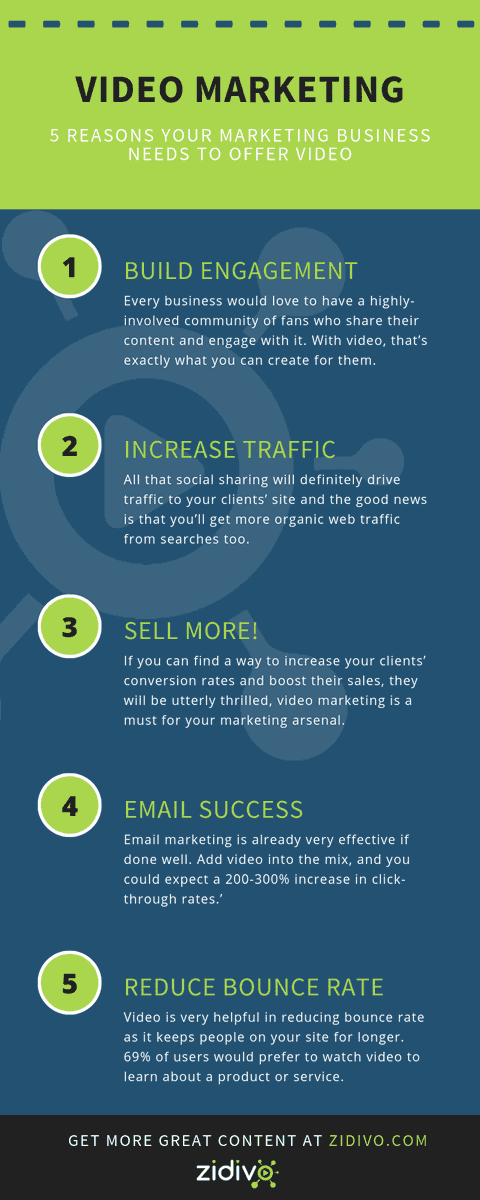 VIDEO MARKETING
5 REASONS YOUR MARKETING BUSINESS
NEEDS TO OFFER VIDEO
1
BUILD ENGAGEMENT
Every business would love to have a highly-
involved community of fans who share their
content and engage with it. With video, that’s
exactly what you can create for them.
2
INCREASE TRAFFIC
All that social sharing will definitely drive
traffic to your clients’ site and the good news
is that you’ll get more organic web traffic
from searches too.
3
SELL MORE!
If you can find a way to increase your clients’
conversion rates and boost their sales, they
will be utterly thrilled, video marketing is a
must for your marketing arsenal.
4
EMAIL SUCCESS
Email marketing is already very effective if
done well. Add video into the mix, and you
could expect a 200-300% increase in click-
through rates.’
5
REDUCE BOUNCE RATE
Video is very helpful in reducing bounce rate
as it keeps people on your site for longer.
69% of users would prefer to watch video to
learn about a product or service.
GET MORE GREAT CONTENT AT ZIDIVO.COM
zidivo